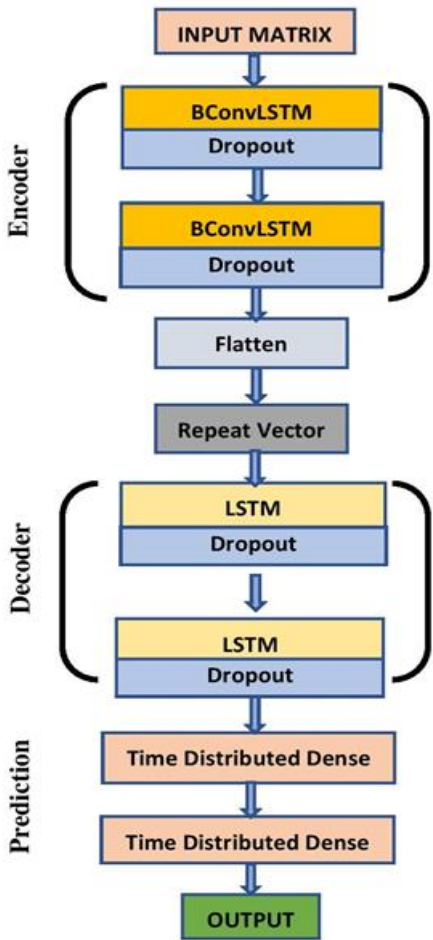 INPUT MATRIX
Encoder
BConvLSTM
Dropout
BConvLSTM
Dropout
Flatten
Repeat Vector
Decoder
LSTM
Dropout
LSTM
Dropout
Prediction
Time Distributed Dense
Time Distributed Dense
OUTPUT